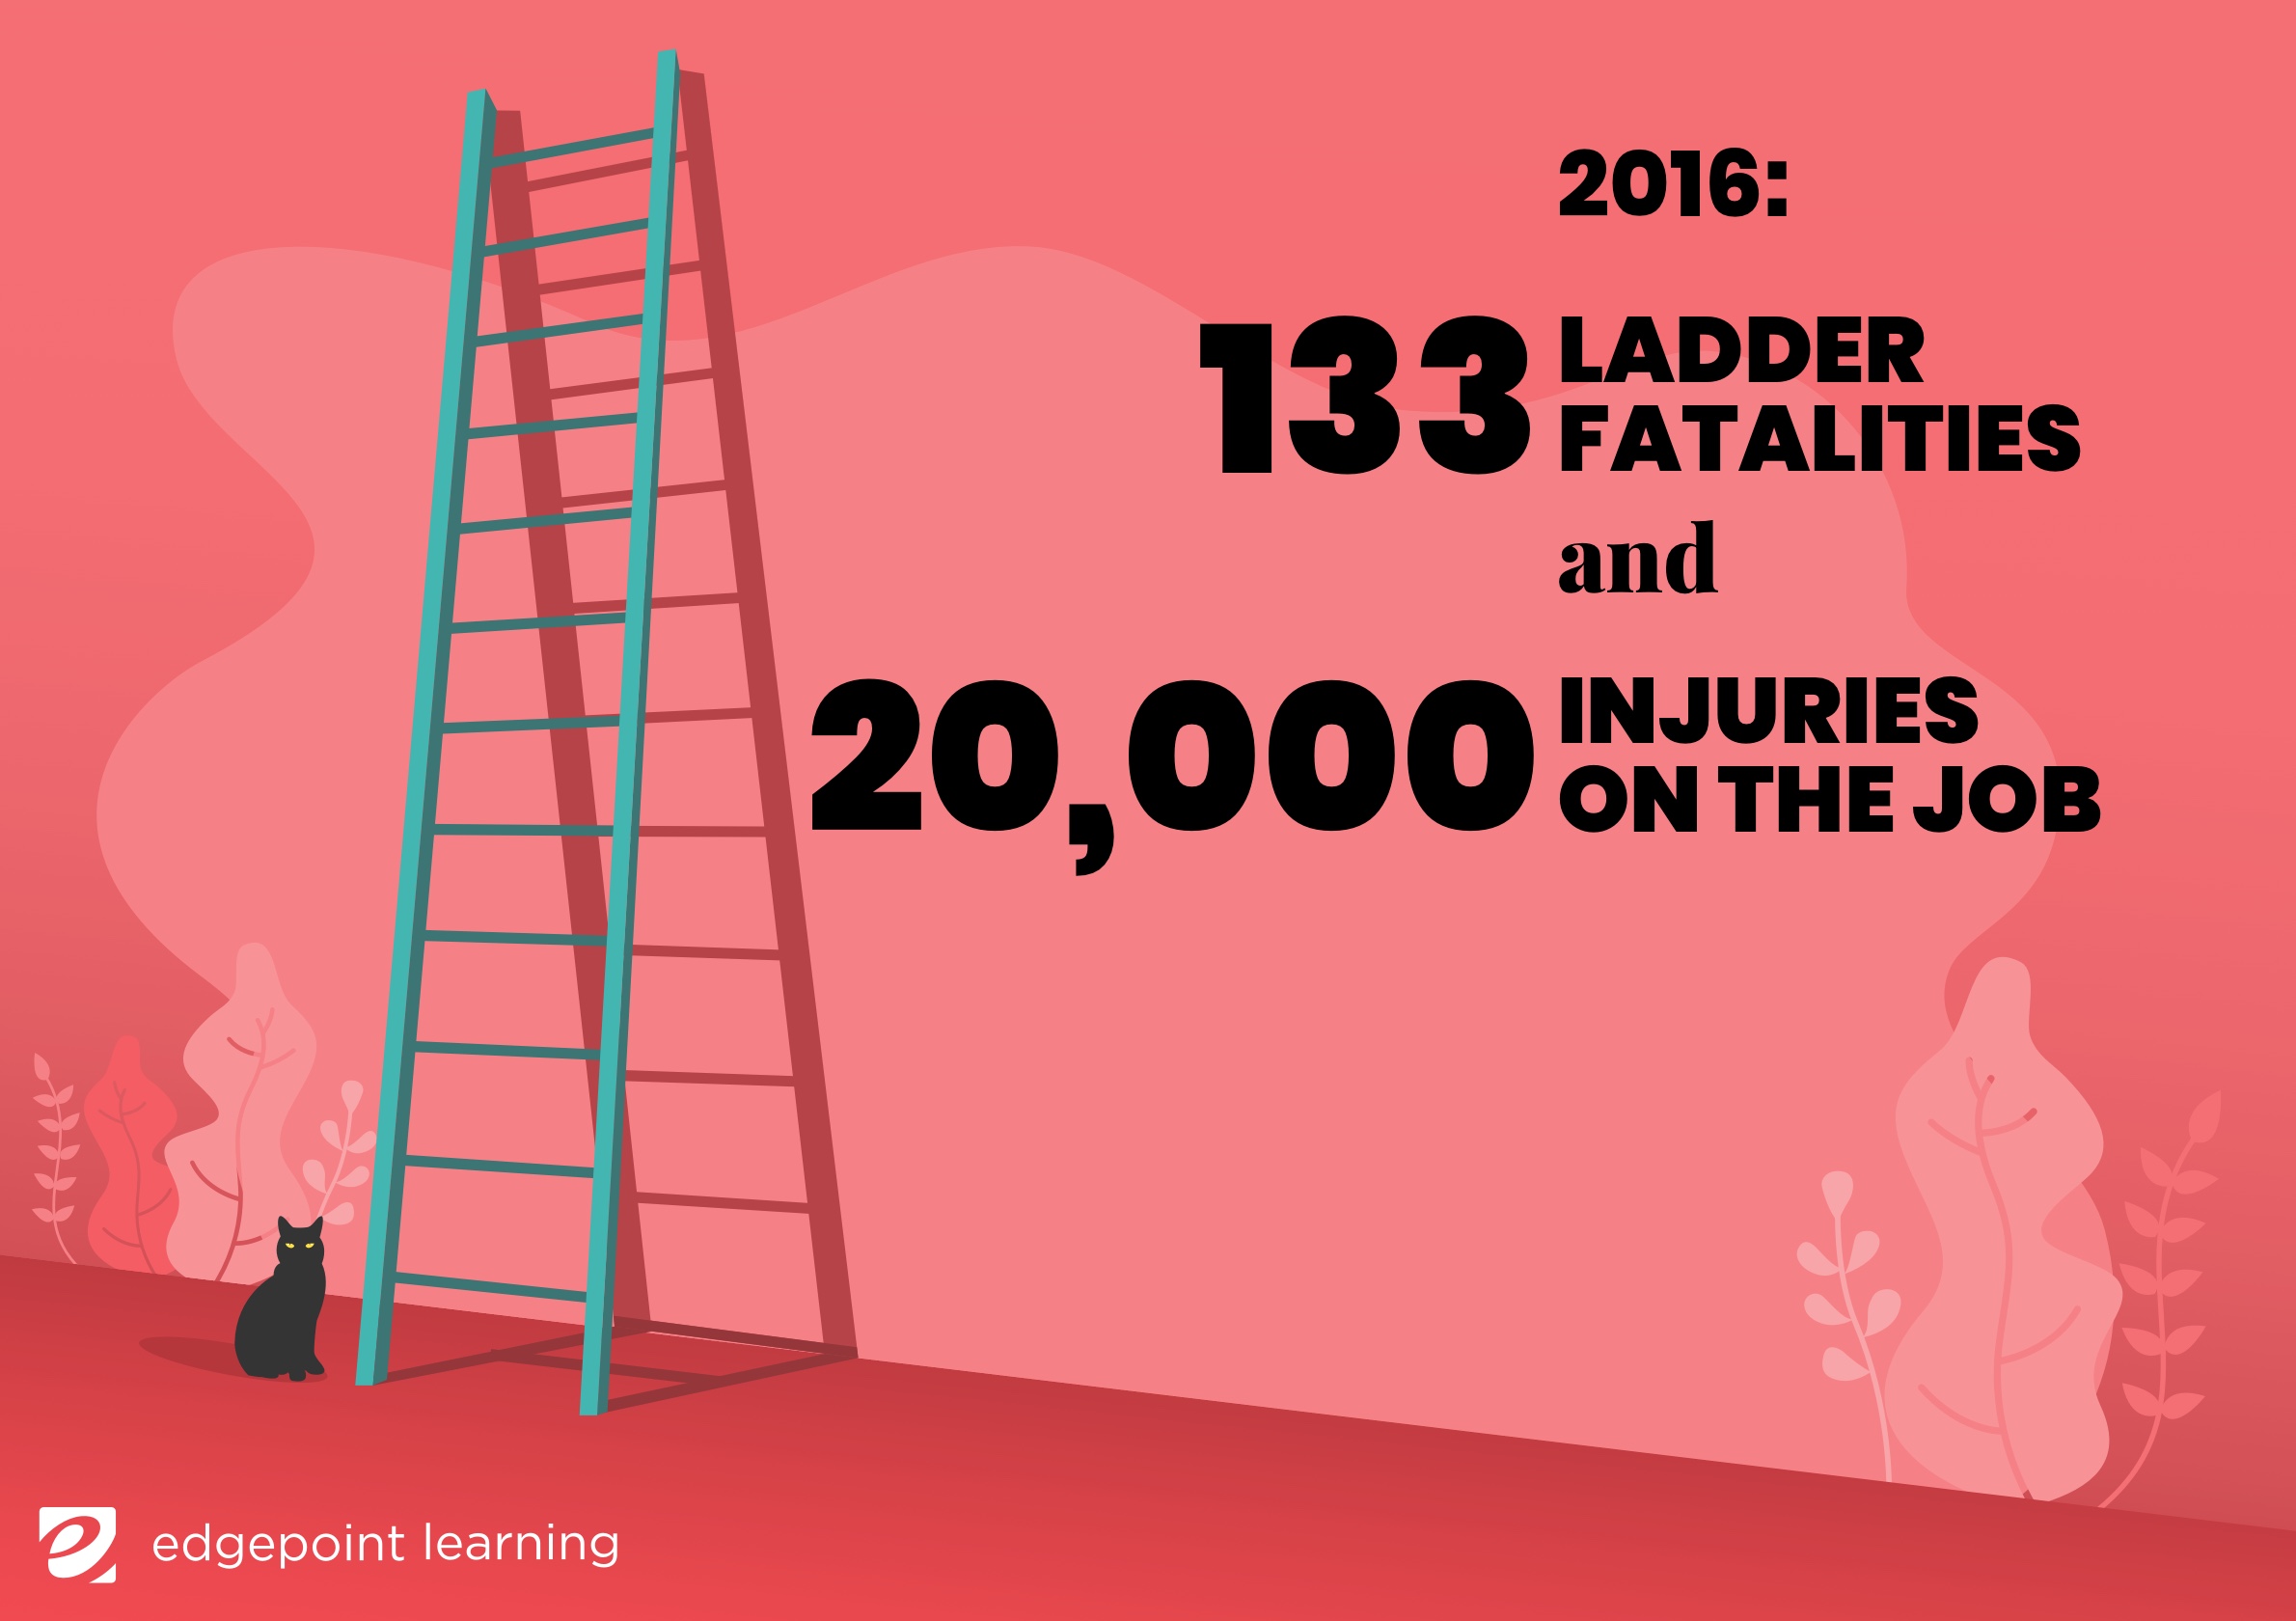 2016:
133 LADDER
FATALITIES
and
20,000 INJURIES
ON THE JOB
edgepoint learning